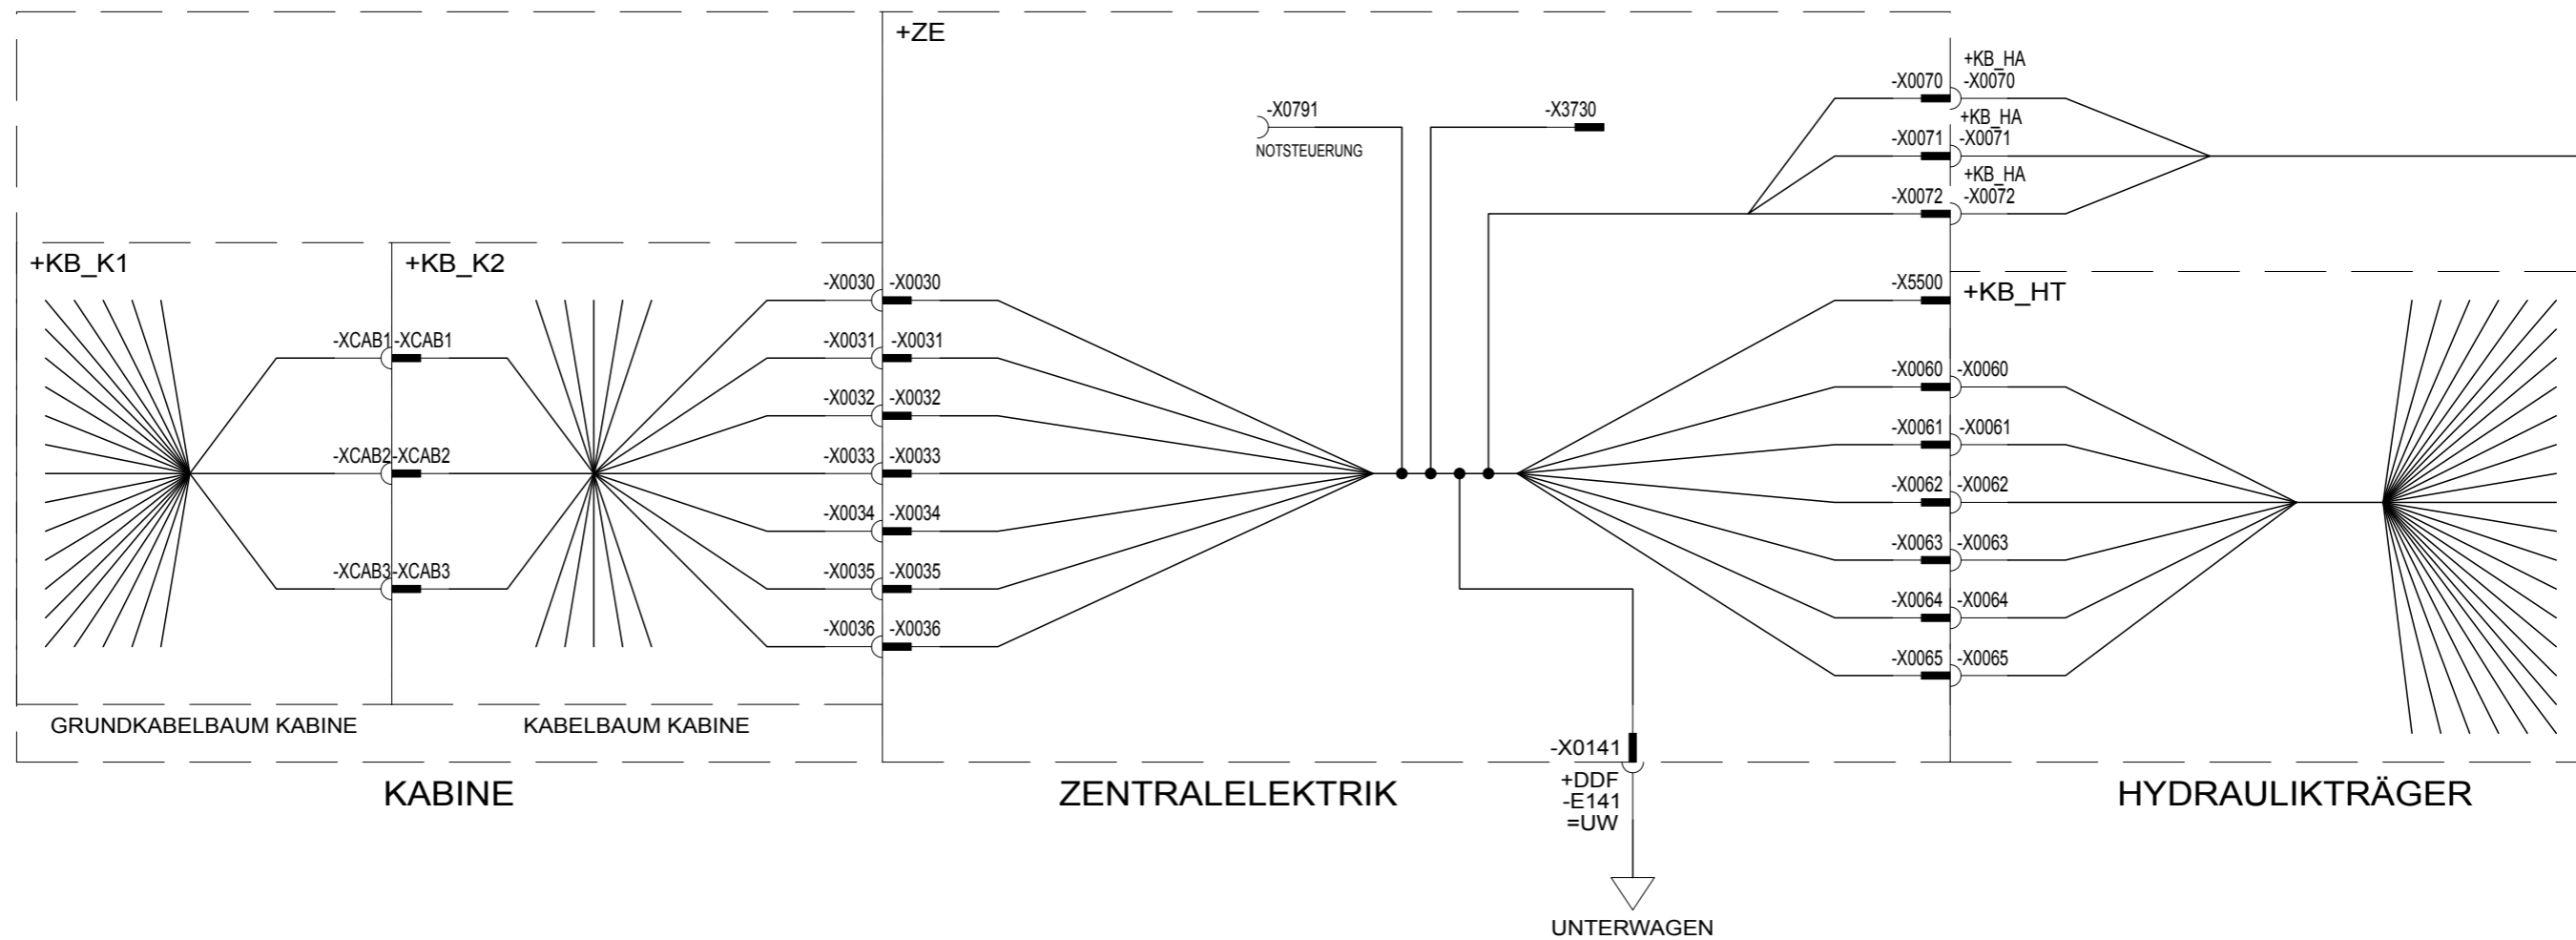 +ZE
+KB_HA
-X0070 -X0070
-X0791
-X3730
+KB_HA
-X0071 -X0071
NOTSTEUERUNG
+KB_HA
-X0072 -X0072
+KB_K1
+KB_K2
-X0030 -X0030
-X5500
+KB_HT
-XCAB1 -XCAB1
-X0031 -X0031
-X0060 -X0060
-X0032 -X0032
-X0061 -X0061
-XCAB2 -XCAB2
-X0033 -X0033
-X0062 -X0062
-X0034 -X0034
-X0063 -X0063
-XCAB3 -XCAB3
-X0035 -X0035
-X0064 -X0064
-X0036 -X0036
-X0065 -X0065
GRUNDKABELBAUM KABINE
KABELBAUM KABINE
-X0141
KABINE
ZENTRALELEKTRIK
+DDF
-E141
=UW
HYDRAULIKTRÄGER
UNTERWAGEN